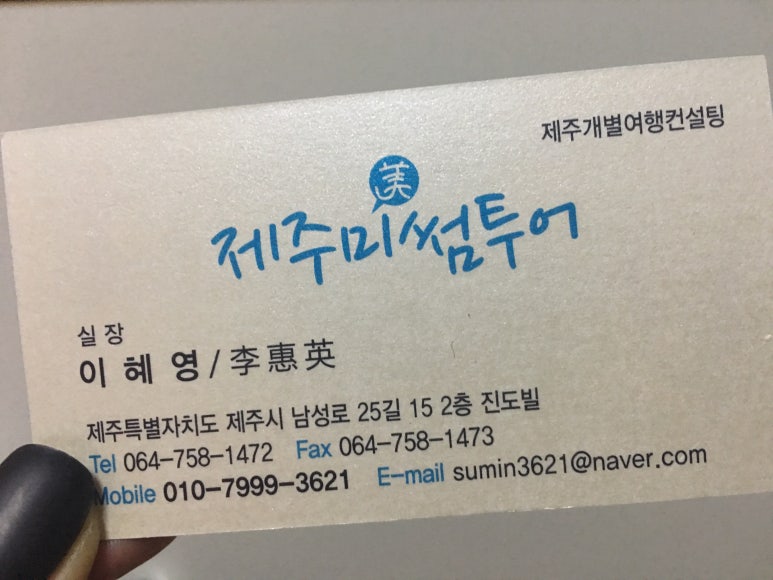 제주개별여행컨설팅
美
제주미썸투어
실 장
이 혜 영 / 李惠英
제주특별자치도 제주시 남성로 25길 15 2층 진도빌
Tel 064-758-1472 Fax 064-758-1473
Mobile 010-7999-3621 E-mail sumin3621@naver.com